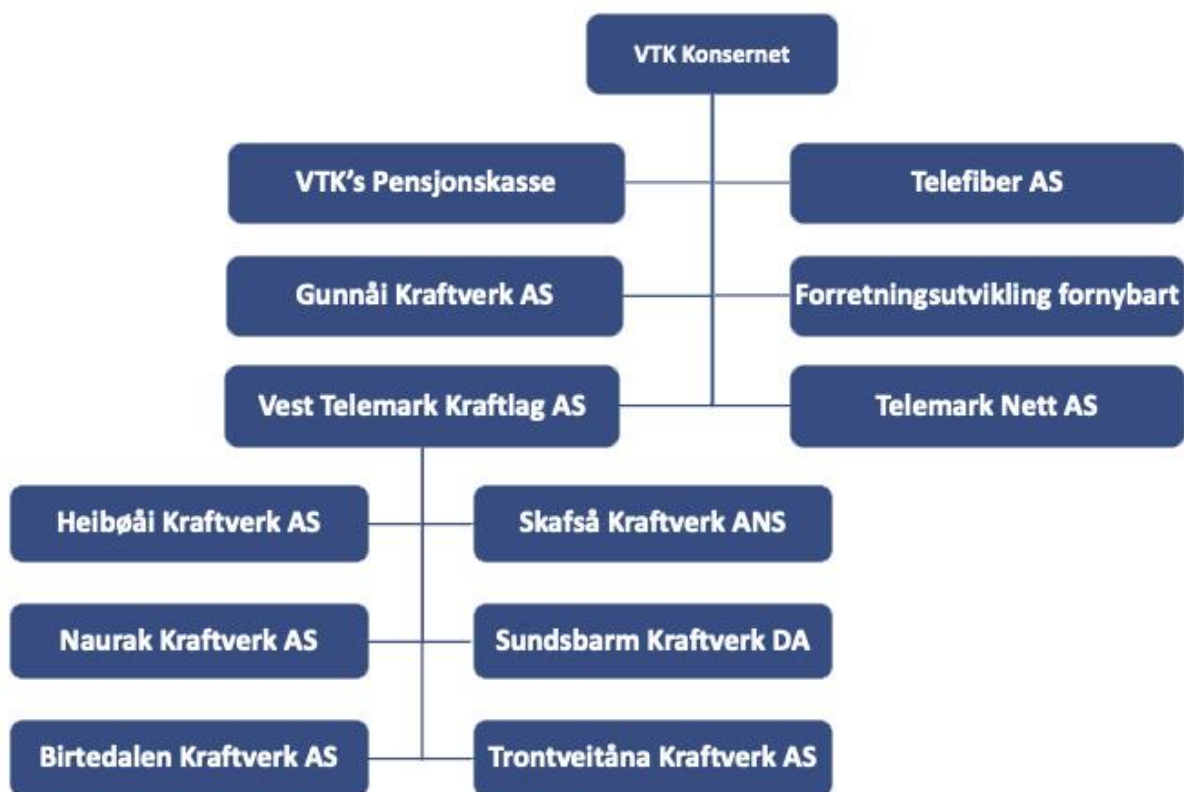 VTK Konsernet
VTK's Pensjonskasse
Telefiber AS
Gunnåi Kraftverk AS
Forretningsutvikling fornybart
Vest Telemark Kraftlag AS
Telemark Nett AS
Heibøåi Kraftverk AS
Skafså Kraftverk ANS
Naurak Kraftverk AS
Sundsbarm Kraftverk DA
Birtedalen Kraftverk AS
Trontveitåna Kraftverk AS